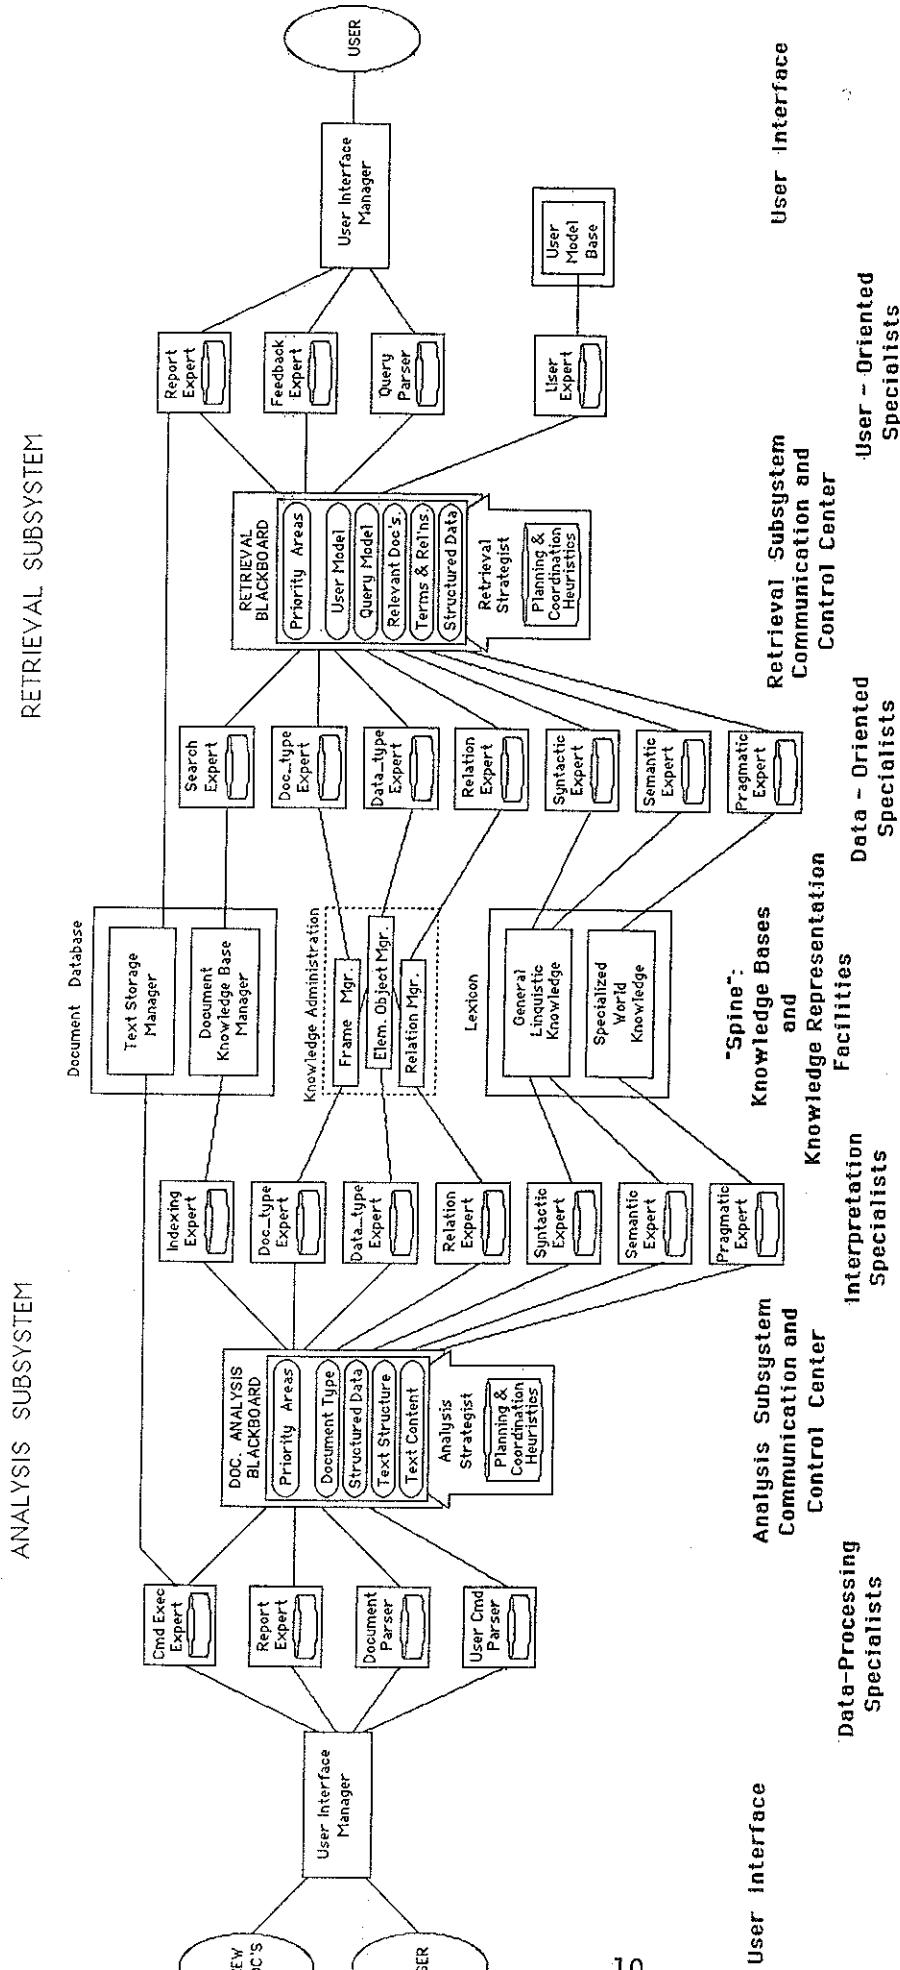 ANALYSIS SUBSYSTEM
RETRIEVAL SUBSYSTEM
USER
User Interface
Manager
Cmd Exec
Expert
Report
Expert
Document
Parser
User Cmd
Parser
DOC. ANALYSIS
BLACKBOARD
Priority Areas
Document Type
Structured Data
Text Structure
Text Content
Analysis
Strategist
Planning &
Coordination
Heuristics
Indexing
Expert
Doc_type
Expert
Data_type
Expert
Relation
Expert
Syntactic
Expert
Semantic
Expert
Pragmatic
Expert
Document Database
Text Storage
Manager
Document
Knowledge Base
Manager
Knowledge Administration
Frame Mgr.
Elem. Object Mgr.
Relation Mgr.
Lexicon
General
Linguistic
Knowledge
Specialized
World
Knowledge
Search
Expert
Doc_type
Expert
Data_type
Expert
Relation
Expert
Syntactic
Expert
Semantic
Expert
Pragmatic
Expert
RETRIEVAL
BLACKBOARD
Priority Areas
User Model
Query Model
Relevant Doc's.
Terms & Rel'ns.
Structured Data
Retrieval
Strategist
Planning &
Coordination
Heuristics
Report
Expert
Feedback
Expert
Query
Parser
User
Expert
User
Model
Base
User Interface
Manager
User Interface
Data-Processing
Specialists
Analysis Subsystem
Communication and
Control Center
Interpretation
Specialists
"Spine":
Knowledge Bases
and
Knowledge Representation
Facilities
Data - Oriented
Specialists
Retrieval Subsystem
Communication and
Control Center
User - Oriented
Specialists
User Interface